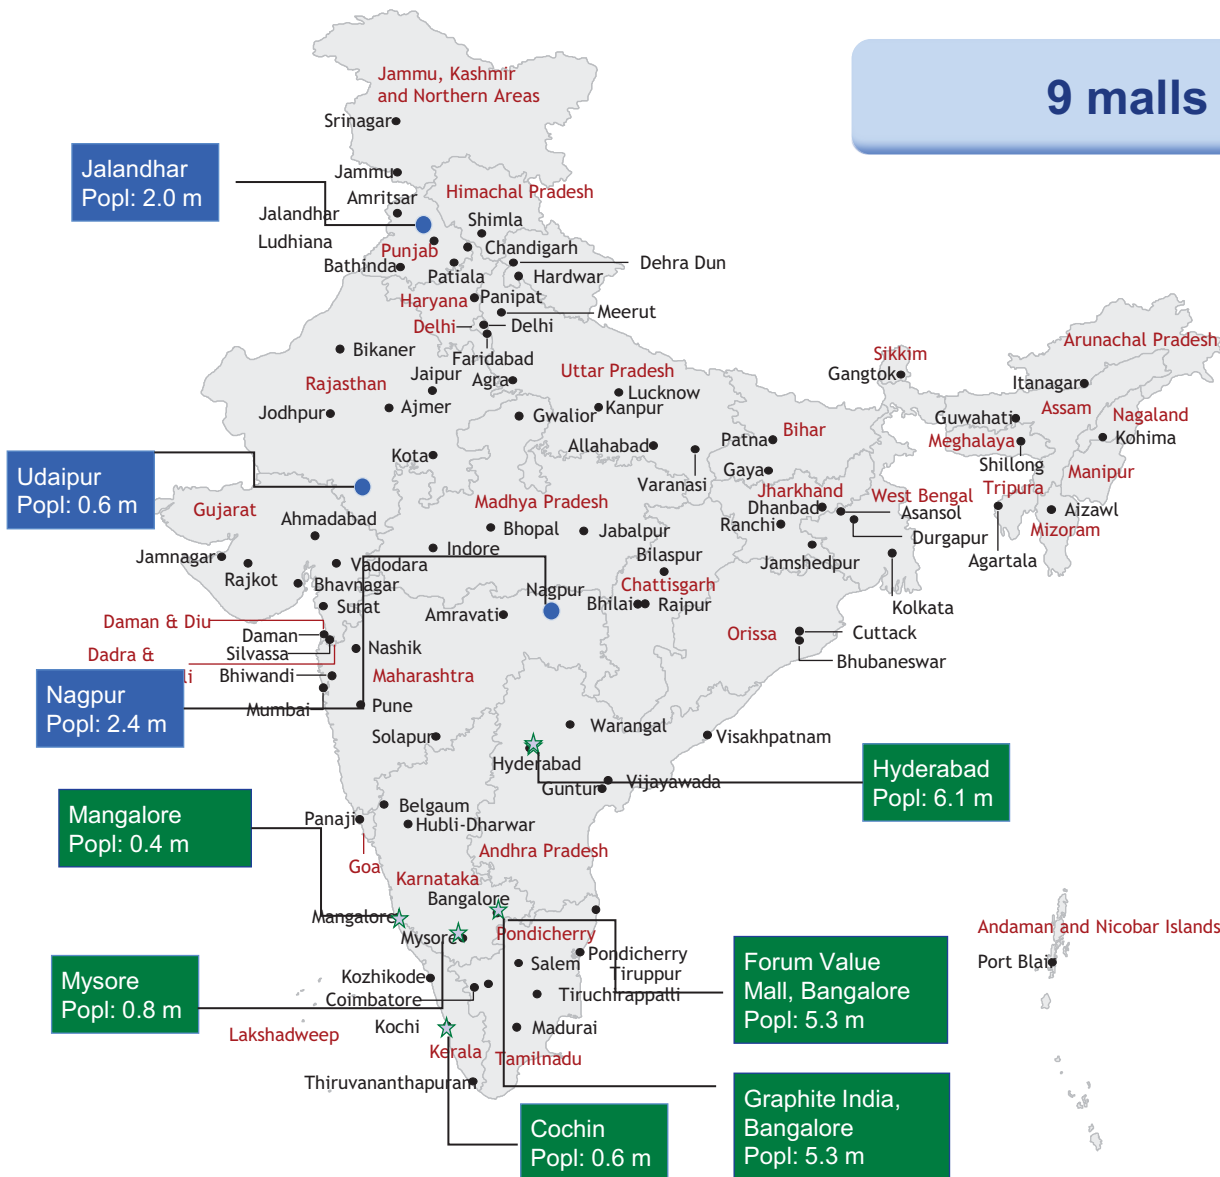 9 malls
Jammu, Kashmir
and Northern Areas
Srinagar
Jalandhar
Popl: 2.0 m
Jammu
Amritsar
Himachal Pradesh
Jalandhar
Shimla
Ludhiana
Punjab
Chandigarh
Dehra Dun
Bathinda
Patiala
Hardwar
Haryana
Panipat
Meerut
Delhi
Delhi
Faridabad
Bikaner
Arunachal Pradesh
Sikkim
Gangtok
Uttar Pradesh
Rajasthan
Jaipur
Agra
Itanagar
Lucknow
Kanpur
Jodhpur
Ajmer
Gwalior
Assam
Nagaland
Guwahati
Bihar
Patna
Kohima
Meghalaya
Allahabad
Kota
Shillong
Gaya
Manipur
Varanasi
Udaipur
Popl: 0.6 m
Jharkhand
Tripura
West Bengal
Madhya Pradesh
Dhanbad
Asansol
Aizawl
Gujarat
Ahmadabad
Bhopal
Jabalpur
Ranchi
Durgapur
Mizoram
Jamnagar
Indore
Bilaspur
Jamshedpur
Agartala
Vadodara
Rajkot
Bhavnagar
Nagpur
Chattisgarh
Surat
Amravati
Bhilai
Raipur
Kolkata
Daman & Diu
Daman
Orissa
Cuttack
Silvassa
Nashik
Dadra &
li
Bhubaneswar
Bhiwandi
Maharashtra
Nagpur
Popl: 2.4 m
Mumbai
Pune
Warangal
Solapur
Visakhpatnam
Hyderabad
Hyderabad
Popl: 6.1 m
Guntur
Vijayawada
Mangalore
Popl: 0.4 m
Belgaum
Panaji
Hubli-Dharwar
Goa
Andhra Pradesh
Karnataka
Bangalore
Mangalore
Mysore
Pondicherry
Andaman and Nicobar Islands
Pondicherry
Salem
Tiruppur
Port Blai
Forum Value
Mall, Bangalore
Popl: 5.3 m
Mysore
Popl: 0.8 m
Kozhikode
Coimbatore
Tiruchirappalli
Lakshadweep
Kochi
Madurai
Kerala
Tamilnadu
Thiruvananthapuram
Graphite India,
Bangalore
Popl: 5.3 m
Cochin
Popl: 0.6 m